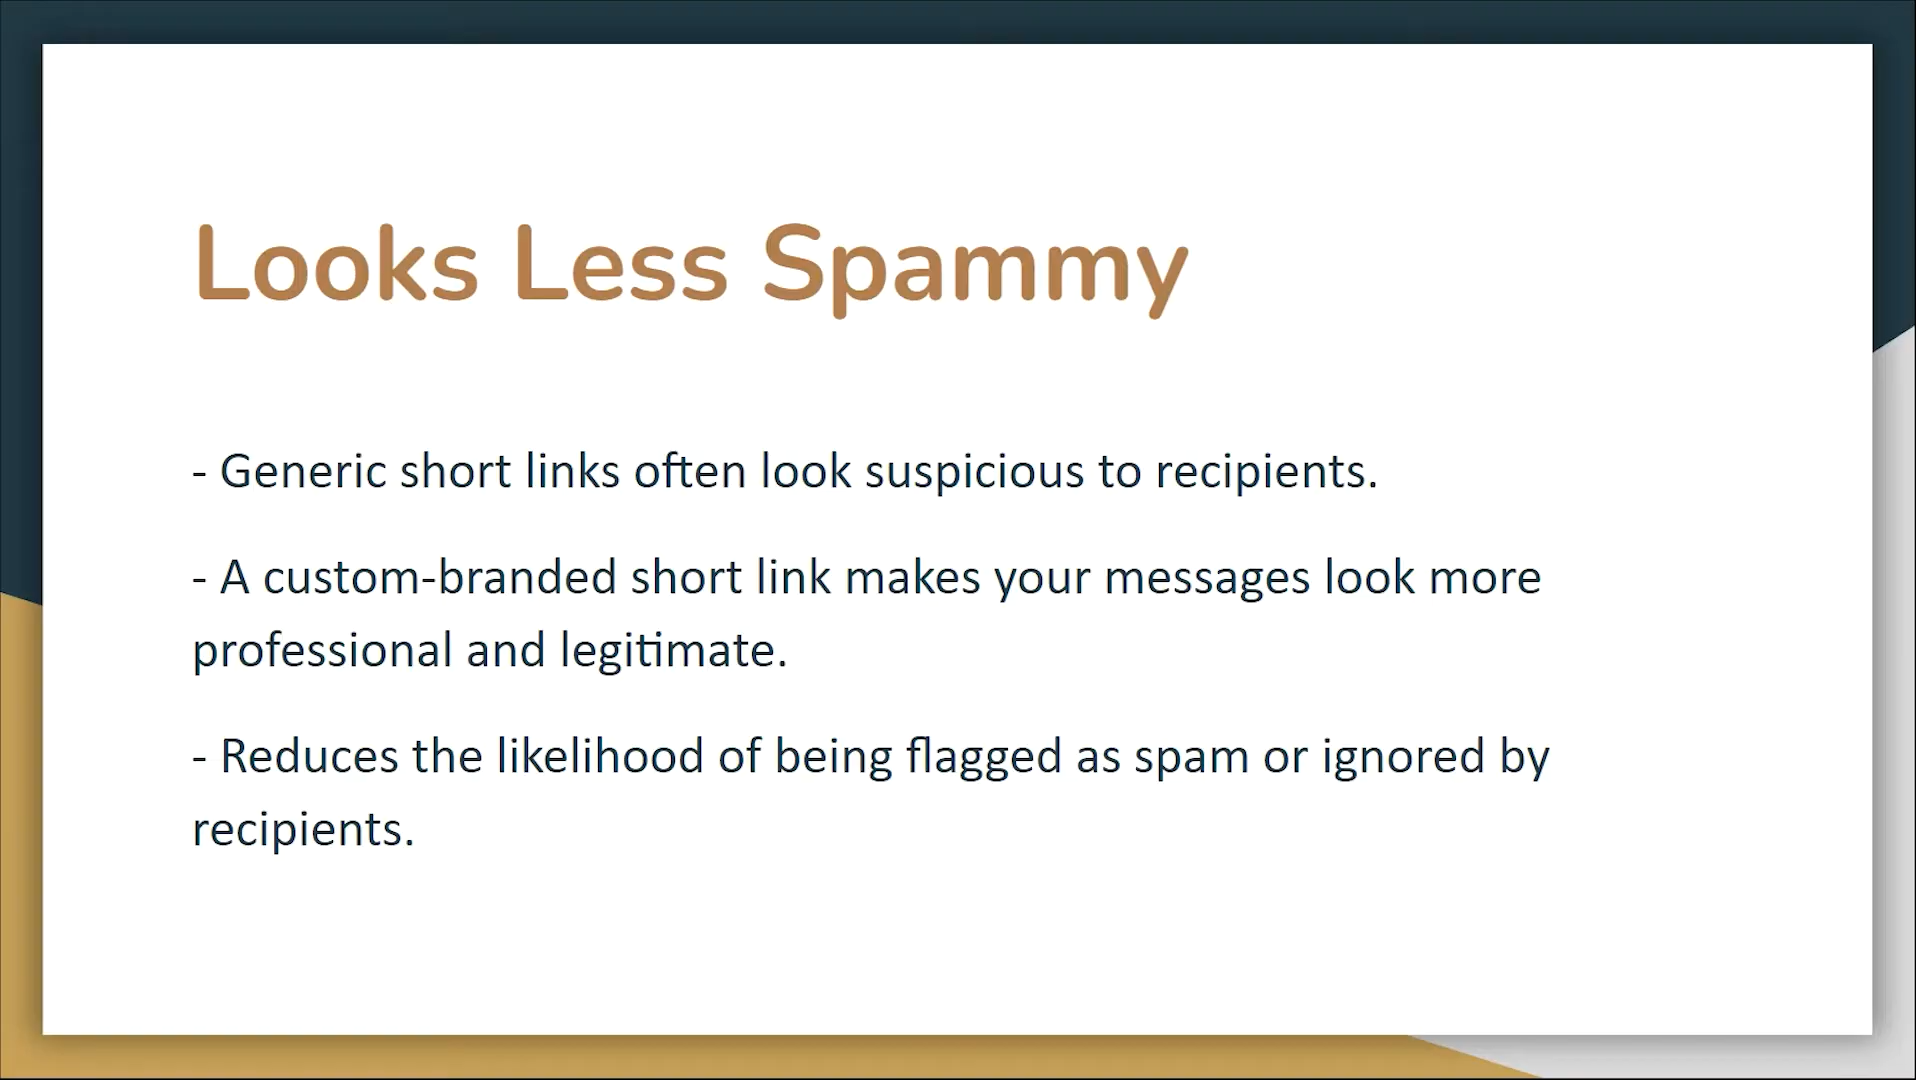 Looks Less Spammy
- Generic short links often look suspicious to recipients.
- A custom-branded short link makes your messages look more
professional and legitimate.
- Reduces the likelihood of being flagged as spam or ignored by
recipients.